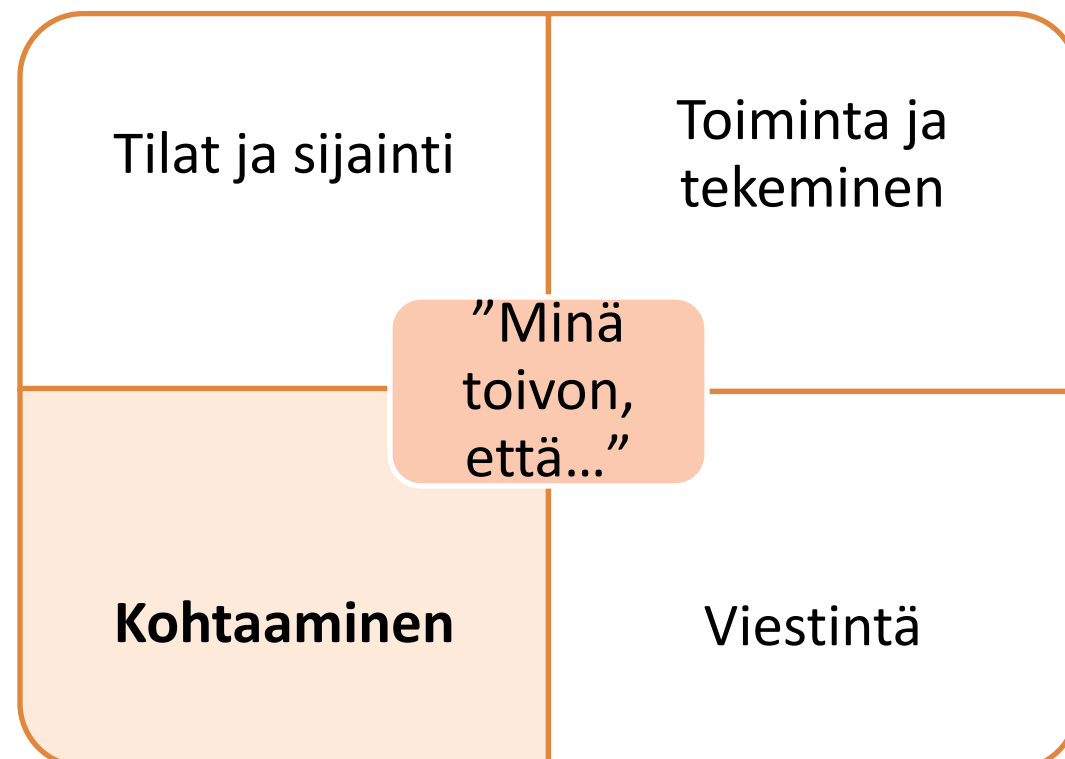 Tilat ja sijainti
Toiminta ja
tekeminen
”Minä
toivon,
että…”
Kohtaaminen
Viestintä